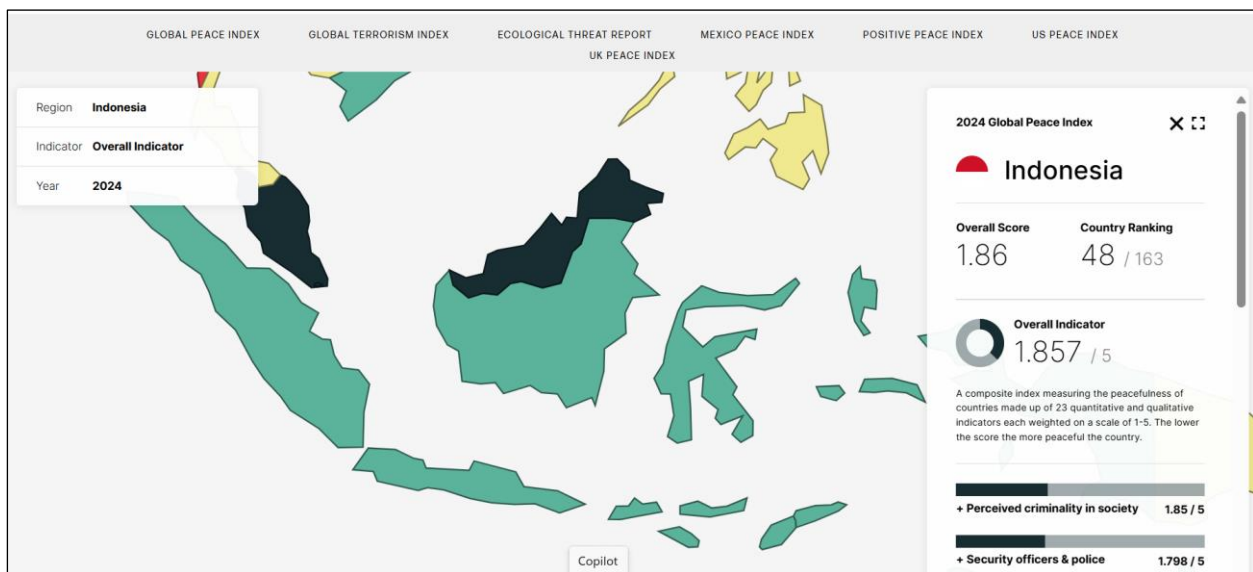 GLOBAL PEACE INDEX GLOBAL TERRORISM INDEX ECOLOGICAL THREAT REPORT MEXICO PEACE INDEX POSITIVE PEACE INDEX US PEACE INDEX
UK PEACE INDEX
Region Indonesia
Indicator Overall Indicator
Year 2024
2024 Global Peace Index
Indonesia
Overall Score Country Ranking
1.86 48 / 163
Overall Indicator
1.857 / 5
A composite index measuring the peacefulness of
countries made up of 23 quantitative and qualitative
indicators each weighted on a scale of 1-5. The lower
the score the more peaceful the country.
+ Perceived criminality in society 1.85 / 5
+ Security officers & police 1.798 / 5
Copilot